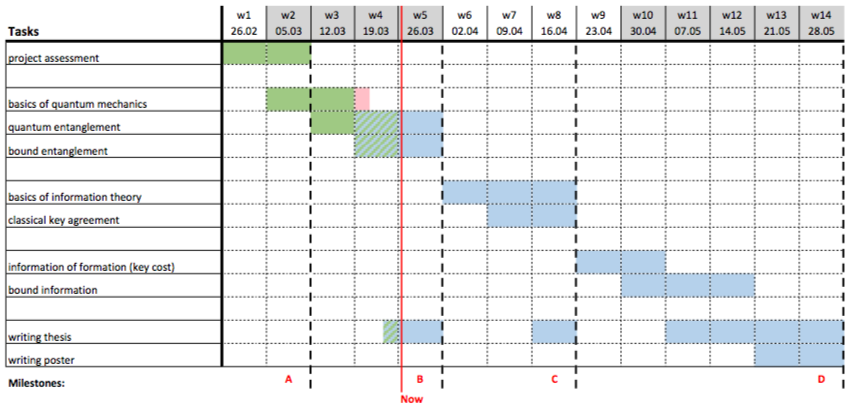 w1 w2 w3 w4 w5 w6 w7 w8 w9 w10 w11 w12 w13 w14
Tasks 26.02 05.03 12.03 19.03 26.03 02.04 09.04 16.04 23.04 30.04 07.05 14.05 21.05 28.05
project assessment
basics of quantum mechanics
quantum entanglement
bound entanglement
basics of information theory
classical key agreement
information of formation (key cost)
bound information
writing thesis
writing poster
Milestones: A B C D
Now